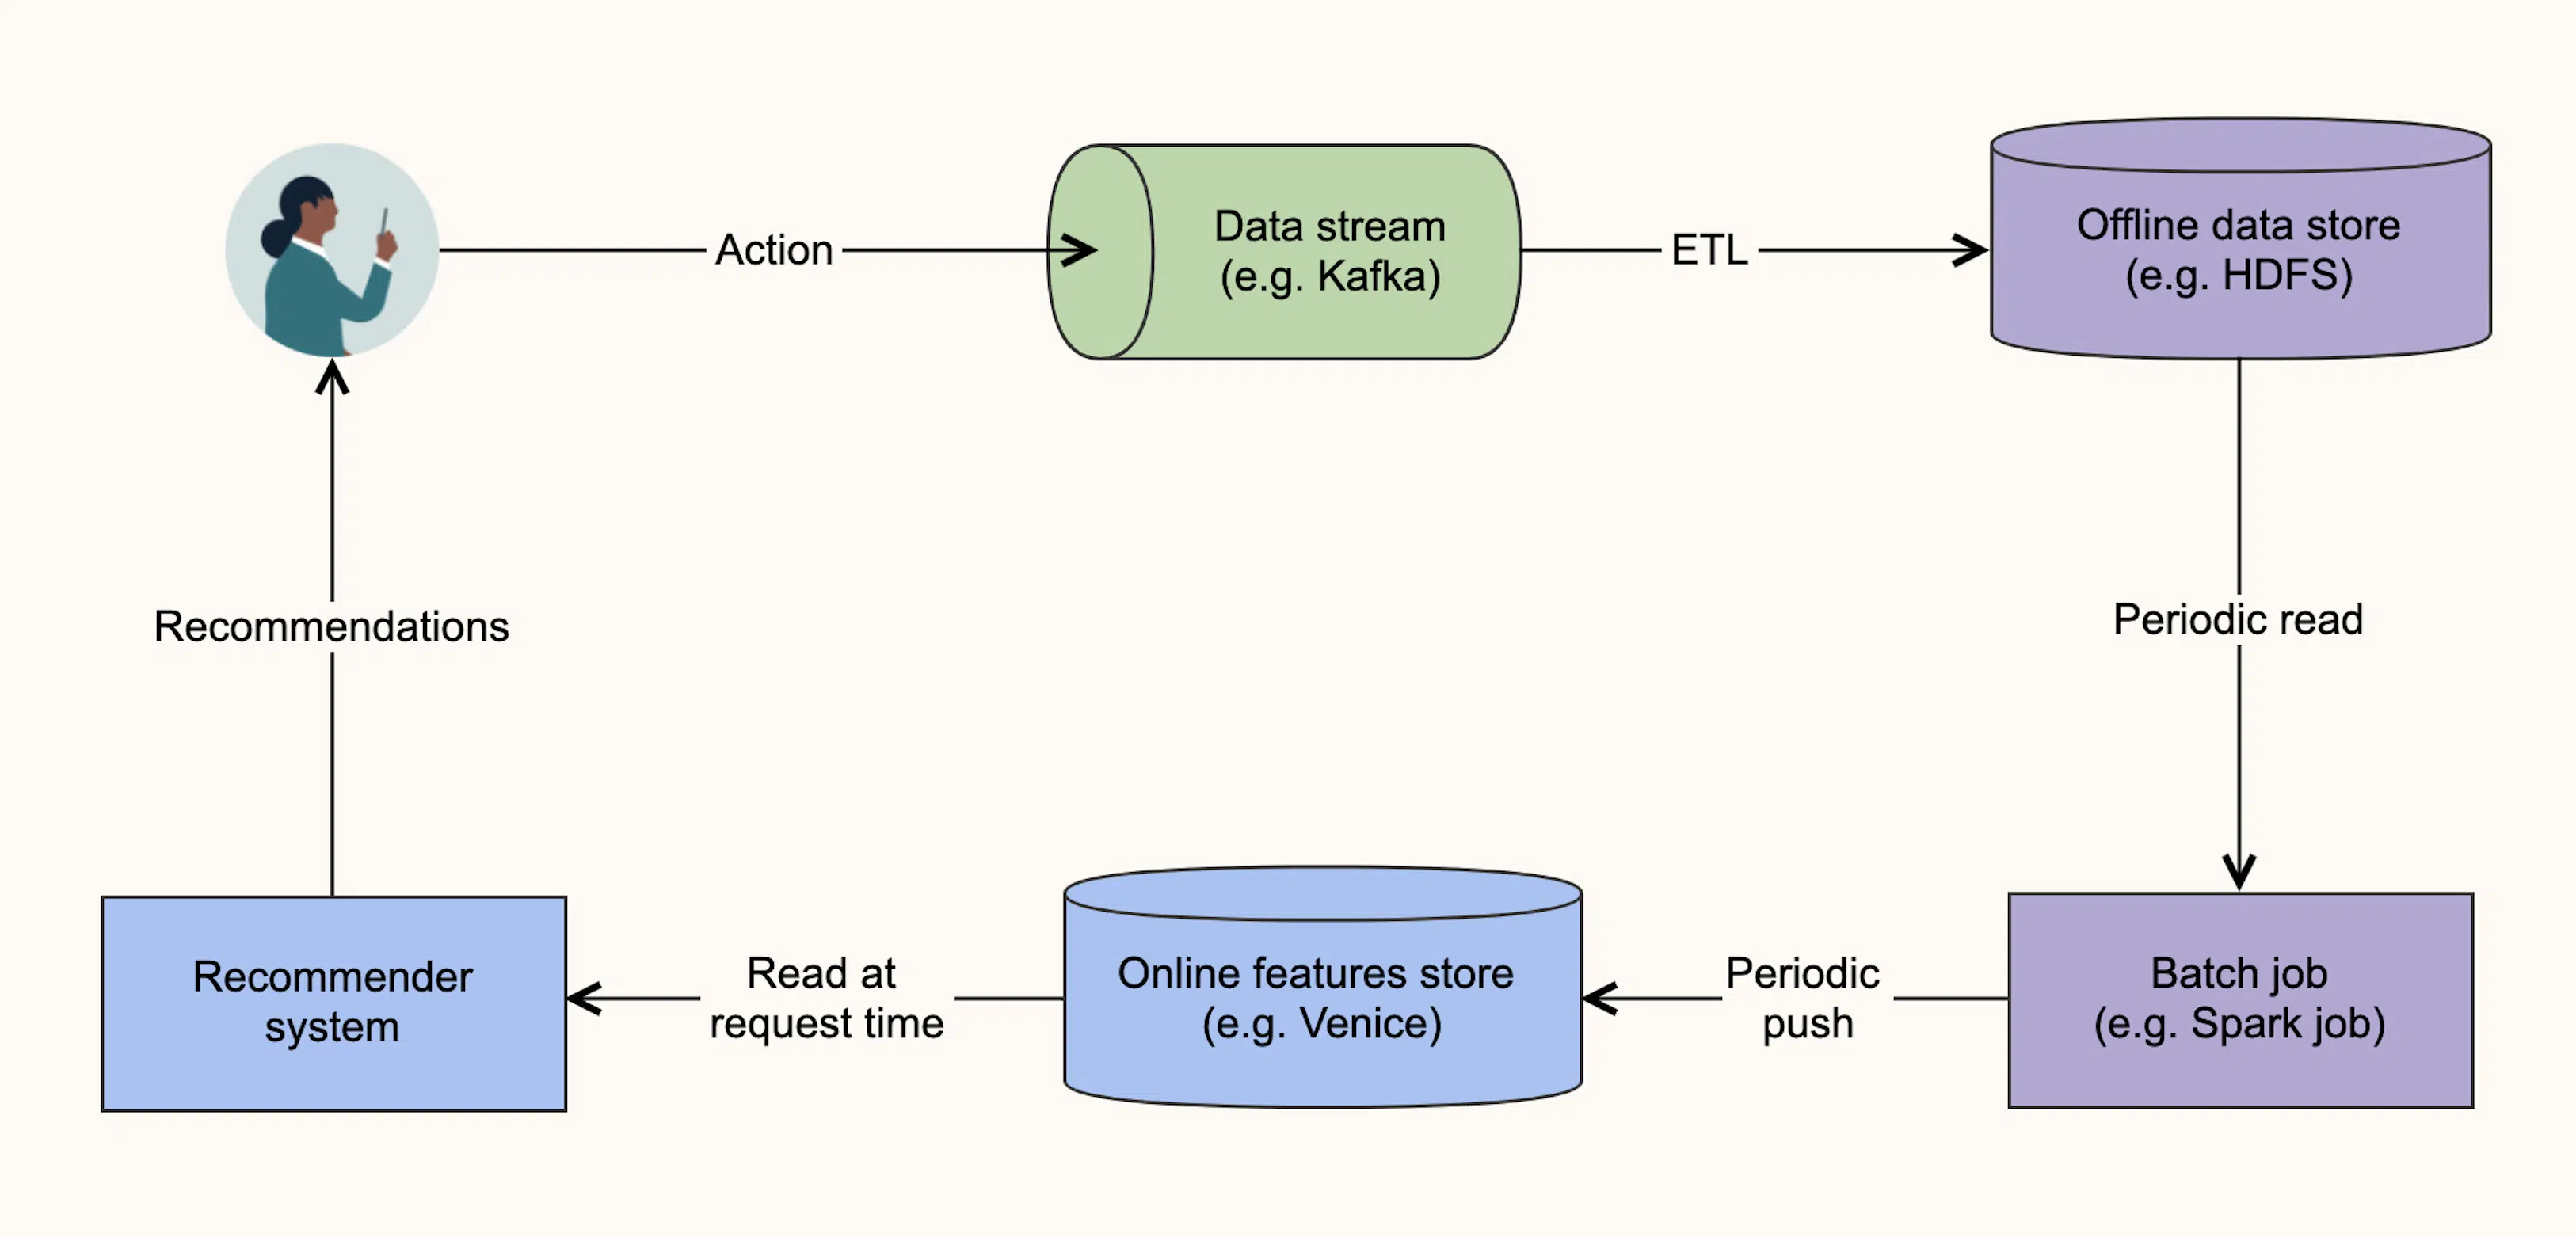 Action
Data stream
(e.g. Kafka)
ETL
Offline data store
(e.g. HDFS)
Recommendations
Periodic read
Recommender
system
Read at
request time
Online features store
(e.g. Venice)
Periodic
push
Batch job
(e.g. Spark job)